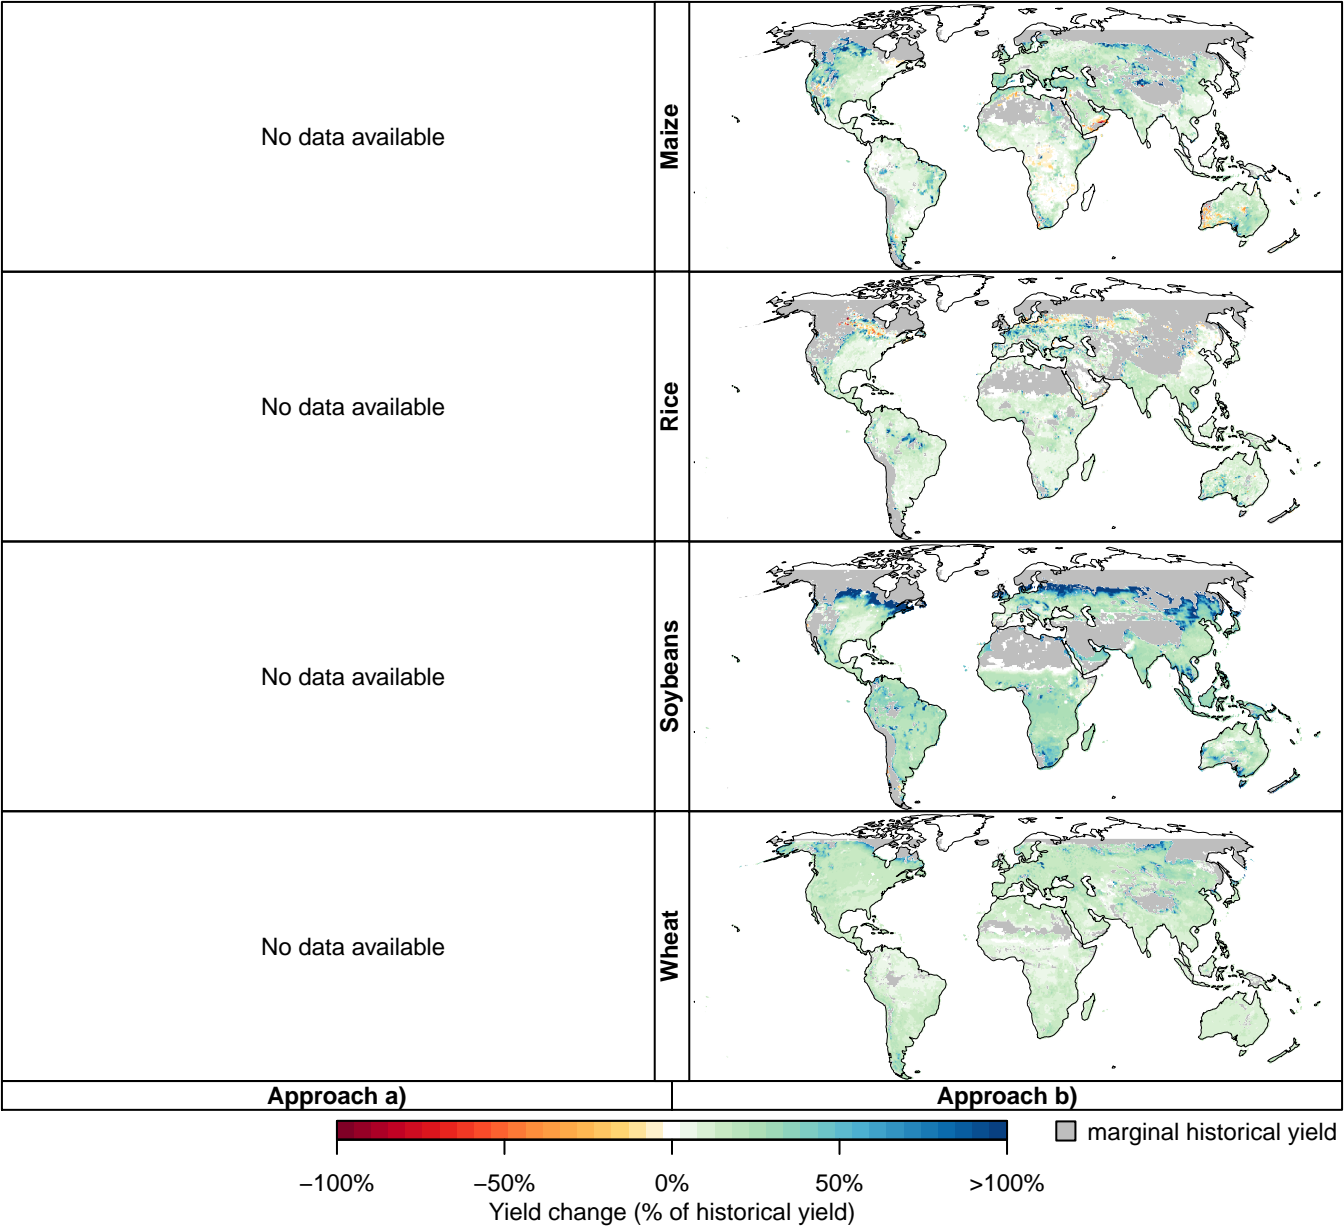 No data available
Maize
No data available
Rice
No data available
Soybeans
No data available
Wheat
Approach a)
Approach b)
marginal historical yield
−100%
−50%
0%
50%
>100%
Yield change (% of historical yield)